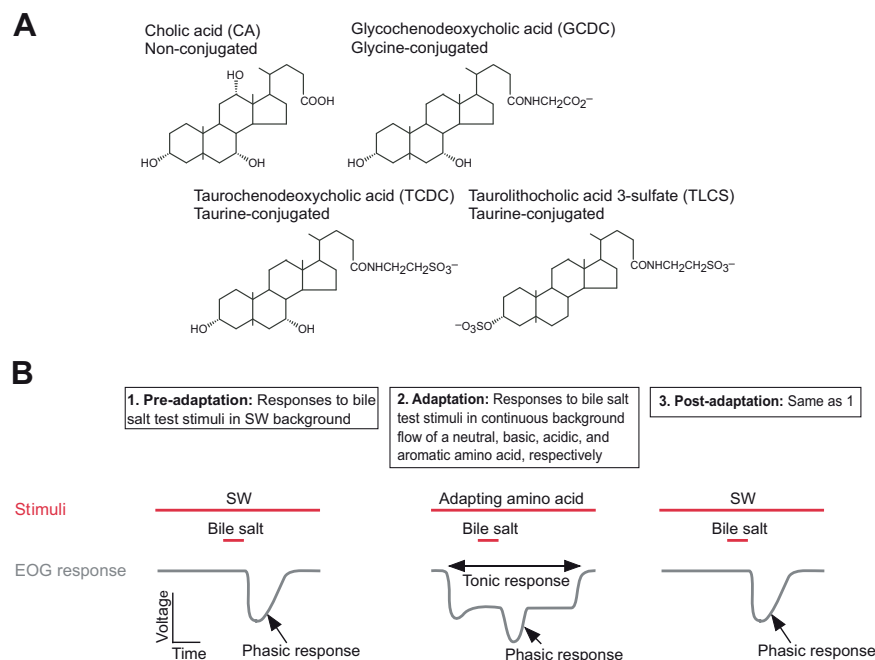 A
Cholic acid (CA)
Non-conjugated
HO
COOH
HO
OH
Glycochenodeoxycholic acid (GCDC)
Glycine-conjugated
CONHCH₂CO₂⁻
HO
OH
Taurochenodeoxycholic acid (TCDC)
Taurine-conjugated
CONHCH₂CH₂SO₃⁻
HO
OH
Taurolithocholic acid 3-sulfate (TLCS)
Taurine-conjugated
CONHCH₂CH₂SO₃⁻
⁻O₃SO
B
1. Pre-adaptation: Responses to bile
salt test stimuli in SW background
2. Adaptation: Responses to bile salt
test stimuli in continuous background
flow of a neutral, basic, acidic, and
aromatic amino acid, respectively
3. Post-adaptation: Same as 1
Stimuli
SW
Bile salt
Adapting amino acid
Bile salt
SW
Bile salt
EOG response
Voltage
Time
Phasic response
Tonic response
Phasic response
Phasic response